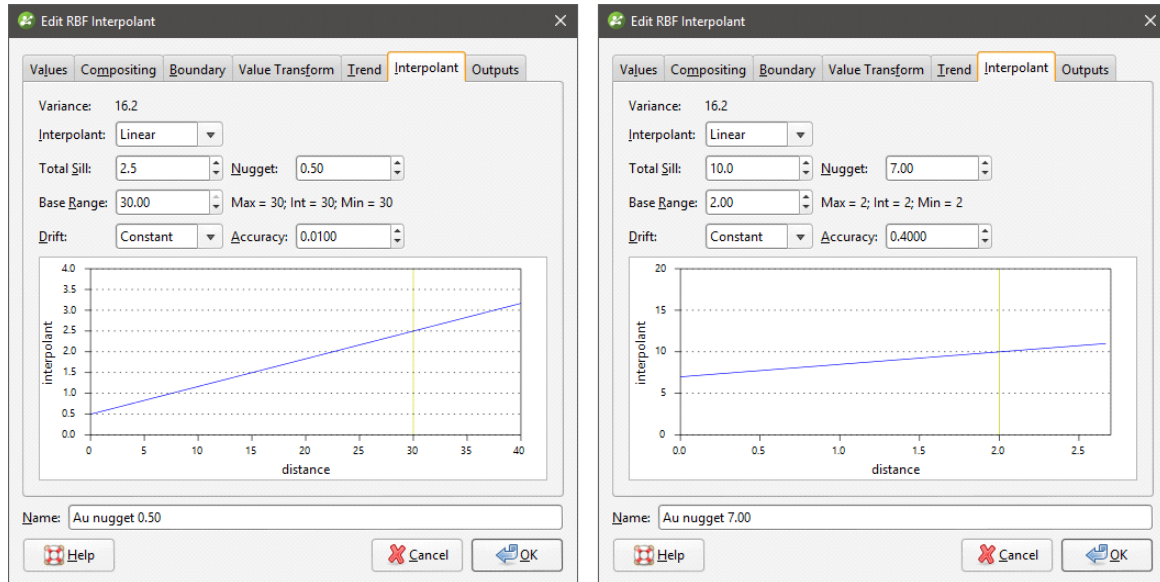 Edit RBF Interpolant
Values Compositing Boundary Value Transform Trend Interpolant Outputs
Variance: 16.2
Interpolant: Linear
Total Sill: 2.5 Nugget: 0.50
Base Range: 30.00 Max = 30; Int = 30; Min = 30
Drift: Constant Accuracy: 0.0100
4.0
3.5
3.0
2.5
2.0
1.5
1.0
0.5
0.0
interpolant
0 5 10 15 20 25 30 35 40
distance
Name: Au nugget 0.50
Help Cancel OK
Edit RBF Interpolant
Values Compositing Boundary Value Transform Trend Interpolant Outputs
Variance: 16.2
Interpolant: Linear
Total Sill: 10.0 Nugget: 7.00
Base Range: 2.00 Max = 2; Int = 2; Min = 2
Drift: Constant Accuracy: 0.4000
20
15
10
5
0
interpolant
0.0 0.5 1.0 1.5 2.0 2.5
distance
Name: Au nugget 7.00
Help Cancel OK